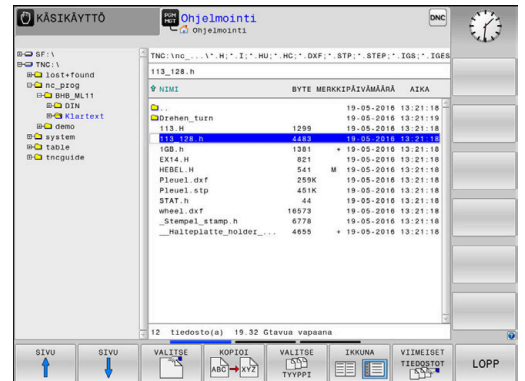 KÄSIKÄYTTÖ
PGM
MDT
Ohjelmointi
Ohjelmointi
DNC
SF:\
TNC:\
lost+found
nc_prog
BHB_ML11
DIN
Klartext
demo
system
table
tncguide
TNC:\nc_...\*.H;*.I;*.HU;*.HC;*.DXF;*.STP;*.STEP;*.IGS;*.IGES
113_128.h
NIMI BYTE MERKKIPÄIVÄMÄÄRÄ AIKA
.. 19-05-2016 13:21:18
Drehen_turn 19-05-2016 13:21:19
113.H 1299 19-05-2016 13:21:18
113_128.h 4483 19-05-2016 13:21:18
1GB.h 1381 + 19-05-2016 13:21:18
EX14.H 821 19-05-2016 13:21:18
HEBEL.H 541 M 19-05-2016 13:21:18
Pleuel.dxf 259K 19-05-2016 13:21:18
Pleuel.stp 451K 19-05-2016 13:21:18
STAT.h 44 19-05-2016 13:21:18
wheel.dxf 16573 19-05-2016 13:21:18
_Stempel_stamp.h 6778 19-05-2016 13:21:18
__Halteplatte_holder_... 4655 + 19-05-2016 13:21:18
12 tiedosto(a) 19.32 Gtavua vapaana
SIVU
SIVU
VALITSE
KOPIOI
ABC XYZ
VALITSE
TYYPPI
IKKUNA
VIIMEISET
TIEDOSTOT
LOPP